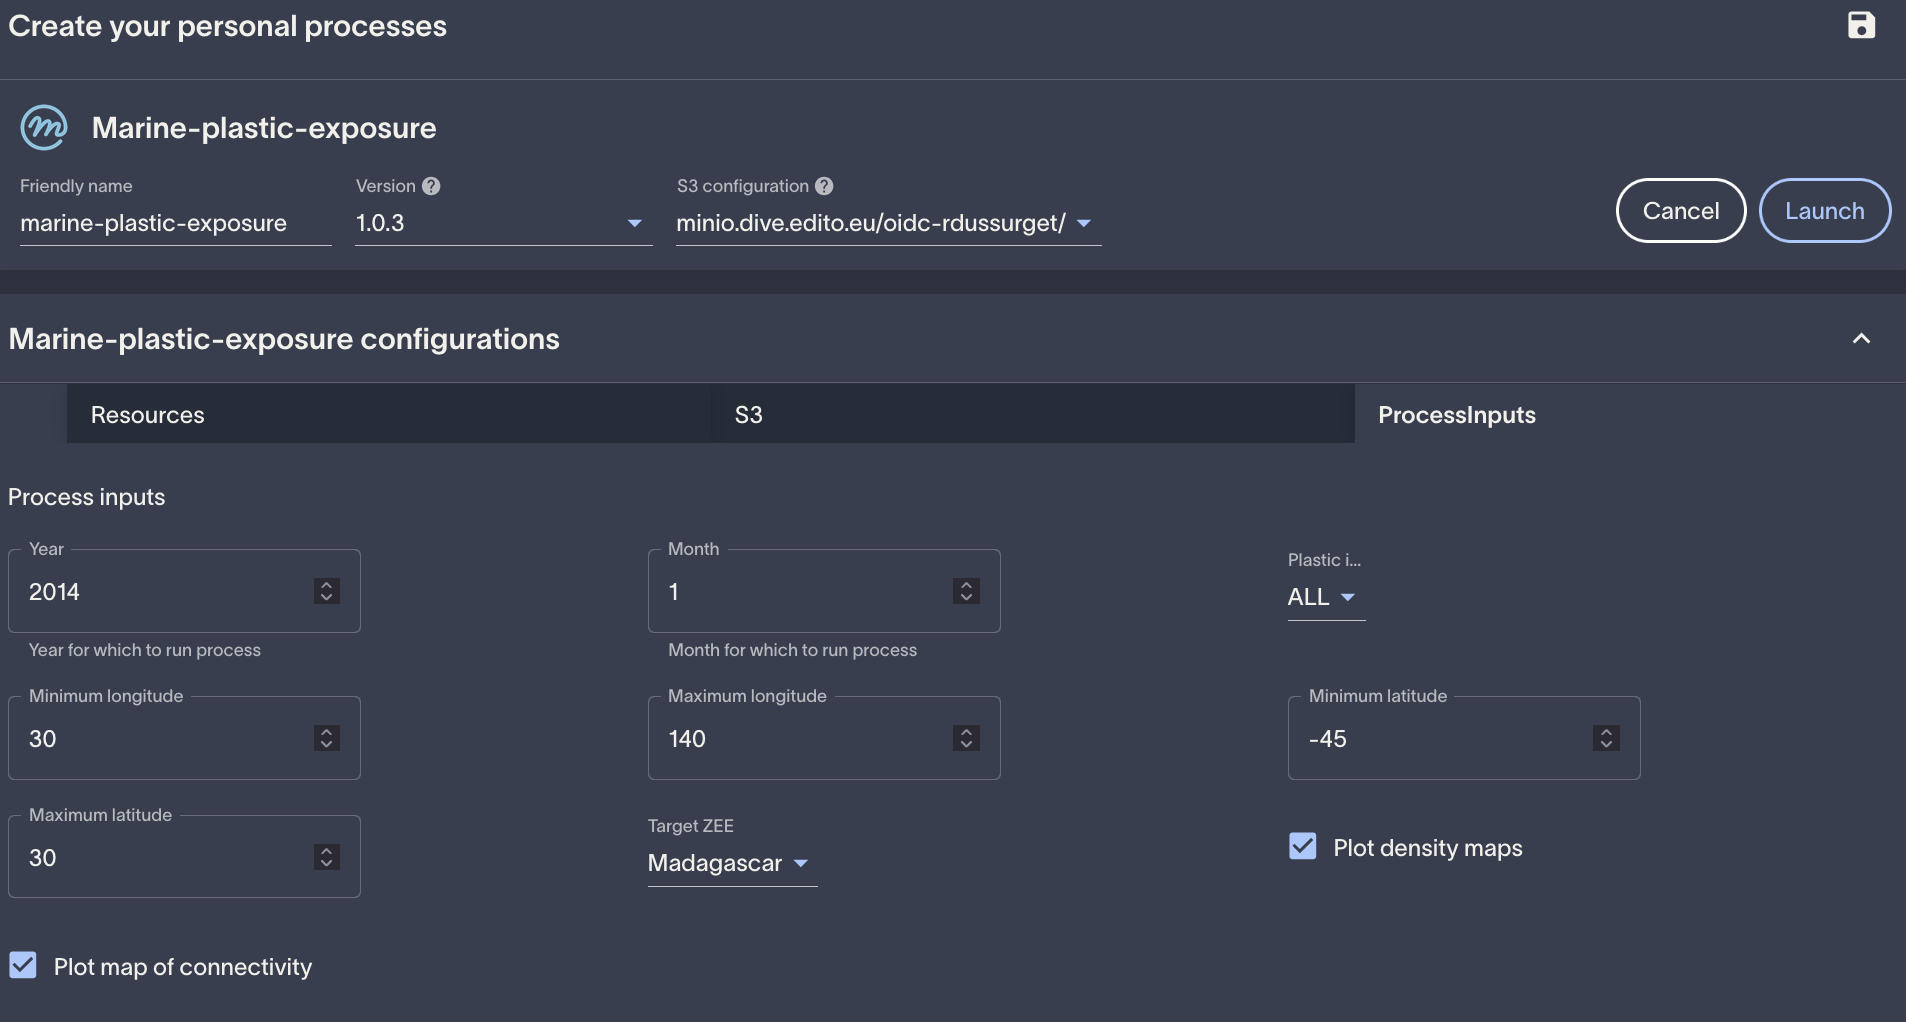 Create your personal processes
Marine-plastic-exposure
Friendly name
marine-plastic-exposure
Version ?
1.0.3
S3 configuration ?
minio.dive.edito.eu/oidc-rdussurget/
Cancel
Launch
Marine-plastic-exposure configurations
Resources
S3
ProcessInputs
Process inputs
Year
2014
Year for which to run process
Month
1
Month for which to run process
Plastic i...
ALL
Minimum longitude
30
Maximum longitude
140
Minimum latitude
-45
Maximum latitude
30
Target ZEE
Madagascar
Plot density maps
Plot map of connectivity